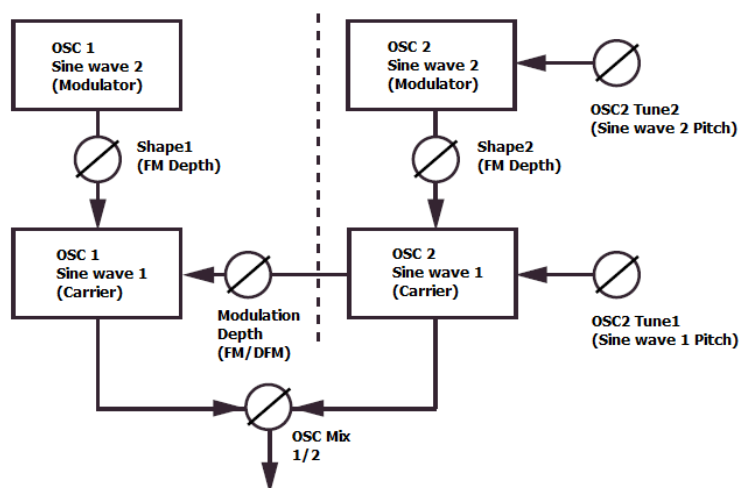 OSC 1
Sine wave 2
(Modulator)
OSC 2
Sine wave 2
(Modulator)
OSC2 Tune2
(Sine wave 2 Pitch)
Shape1
(FM Depth)
Shape2
(FM Depth)
OSC 1
Sine wave 1
(Carrier)
Modulation
Depth
(FM/DFM)
OSC 2
Sine wave 1
(Carrier)
OSC2 Tune1
(Sine wave 1 Pitch)
OSC Mix
1/2